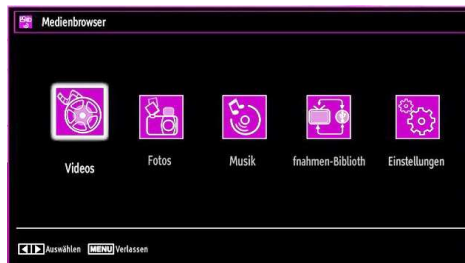 Medienbrowser
Videos Fotos Musik fnahmen-Biblioth Einstellungen
Auswählen MENU Verlassen